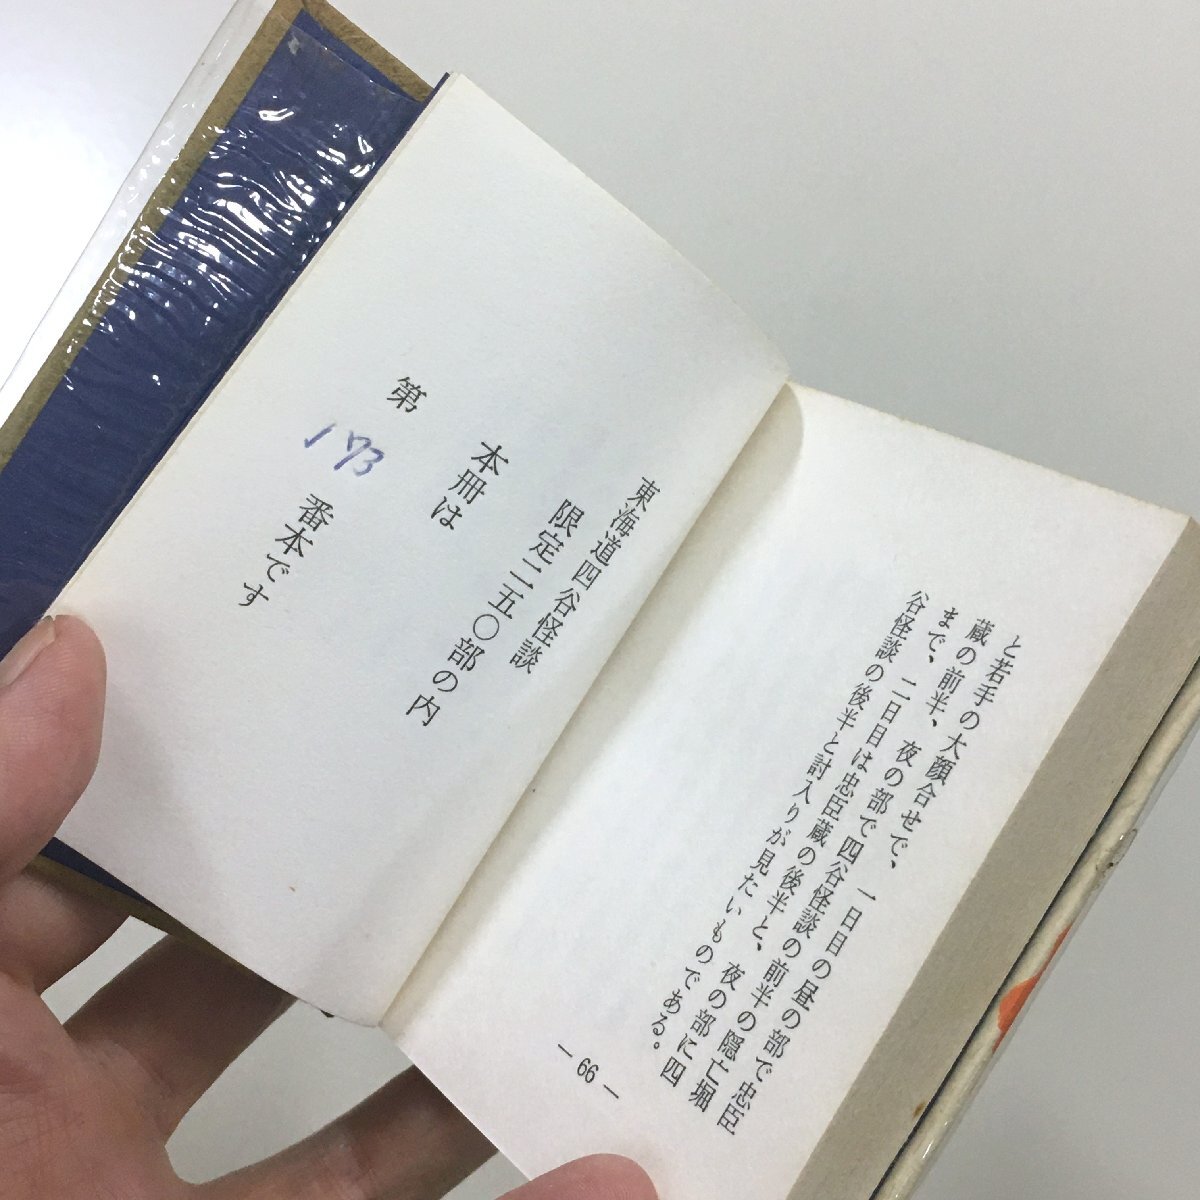 と若手の大顔合せで、一日目の昼の部で忠臣
蔵の前半、夜の部で四谷怪談の前半の隠亡堀
まで、二日目は忠臣蔵の後半と、夜の部に四
谷怪談の後半と討入りが見たいものである。
— 66 —
東海道四谷怪談
限定二五〇部の内
本冊は
第 173 番本です